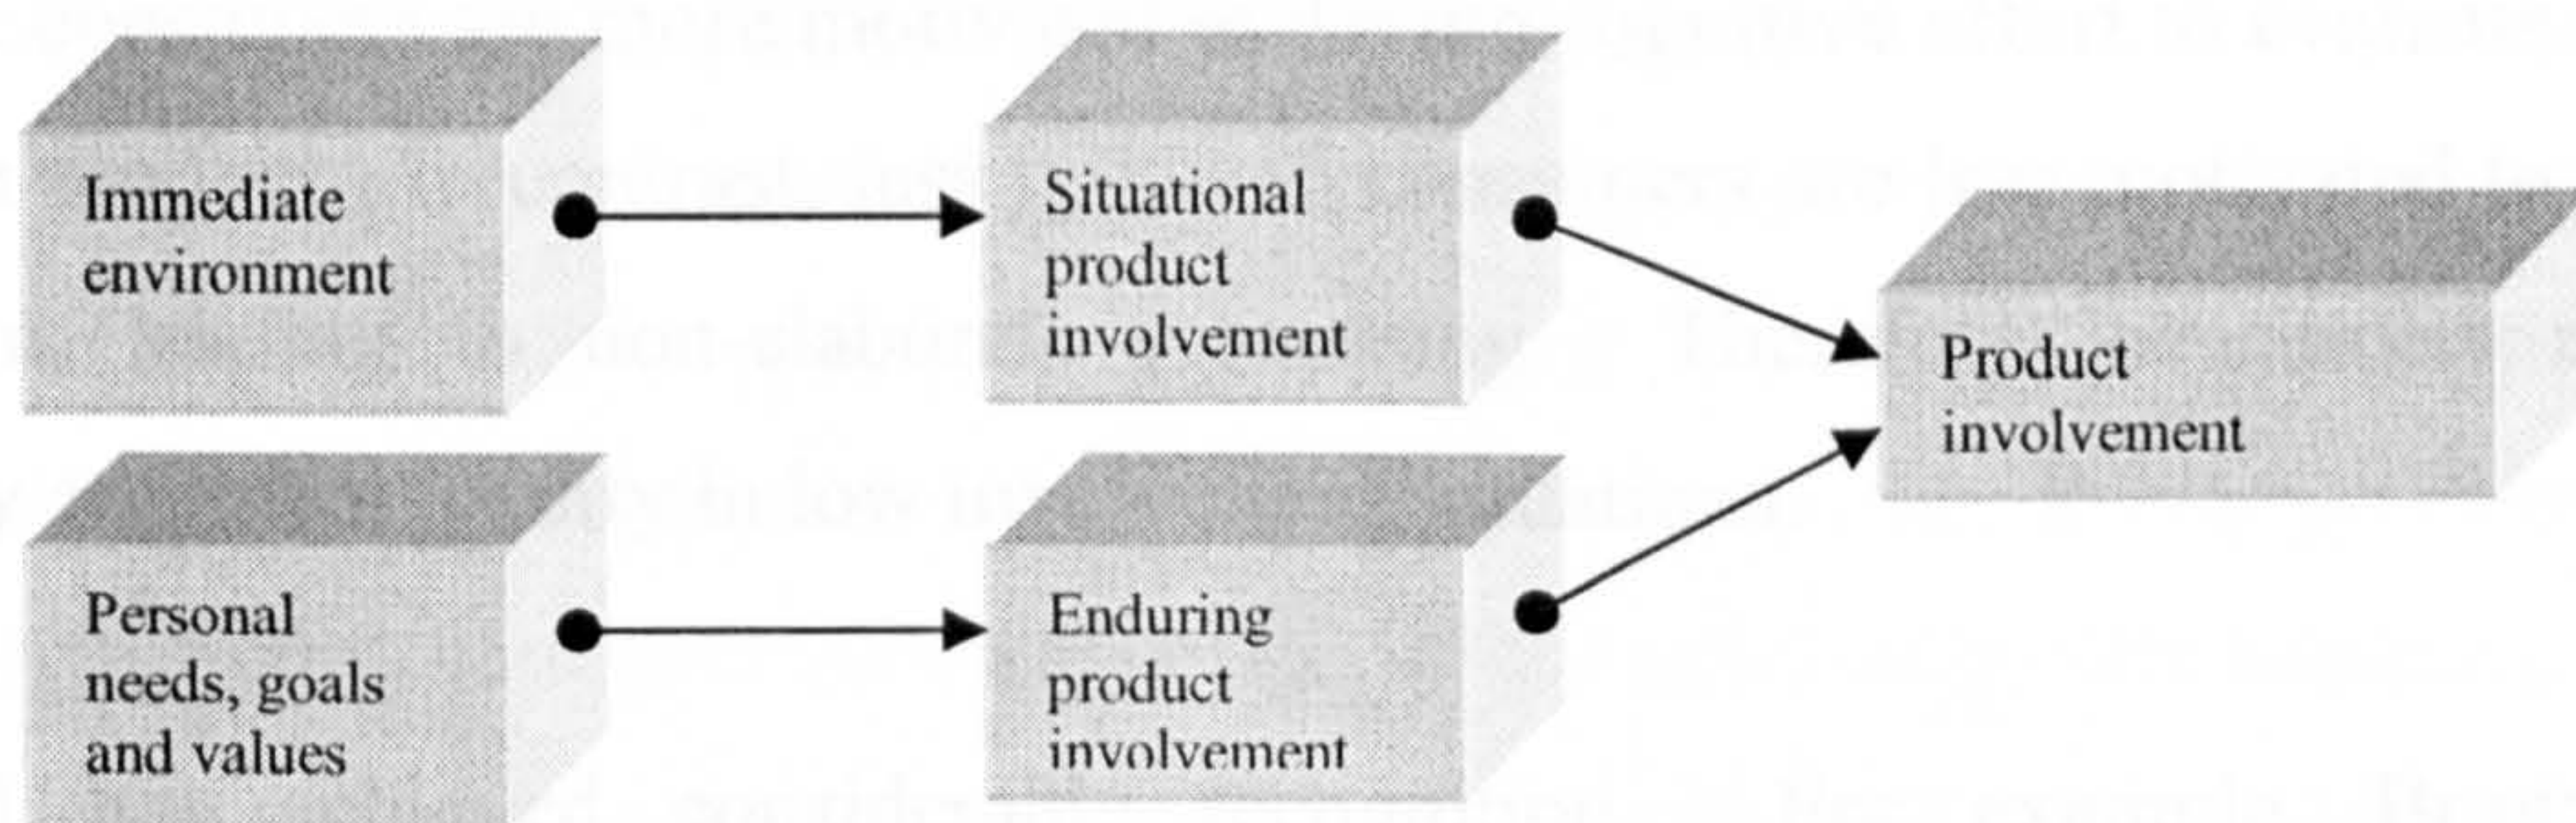 Immediate
environment
Situational
product
involvement
Product
involvement
Personal
needs, goals
and values
Enduring
product
involvement